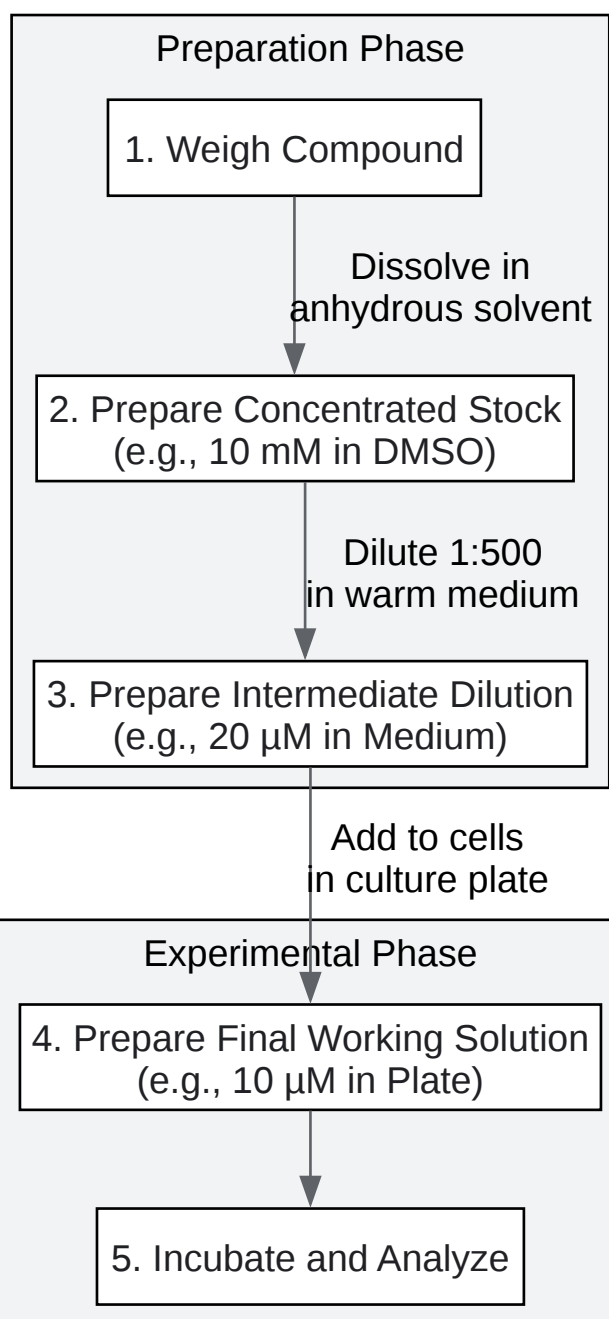 Preparation Phase
1. Weigh Compound
Dissolve in
anhydrous solvent
2. Prepare Concentrated Stock
(e.g., 10 mM in DMSO)
Dilute 1:500
in warm medium
3. Prepare Intermediate Dilution
(e.g., 20 µM in Medium)
Add to cells
in culture plate
Experimental Phase
4. Prepare Final Working Solution
(e.g., 10 µM in Plate)
5. Incubate and Analyze